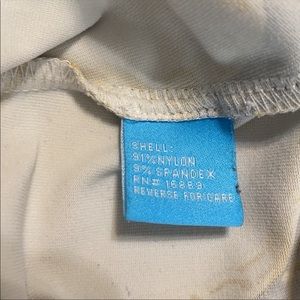 SHELL:
91% NYLON
9% SPANDEX
RN# 16883
REVERSE FOR CARE